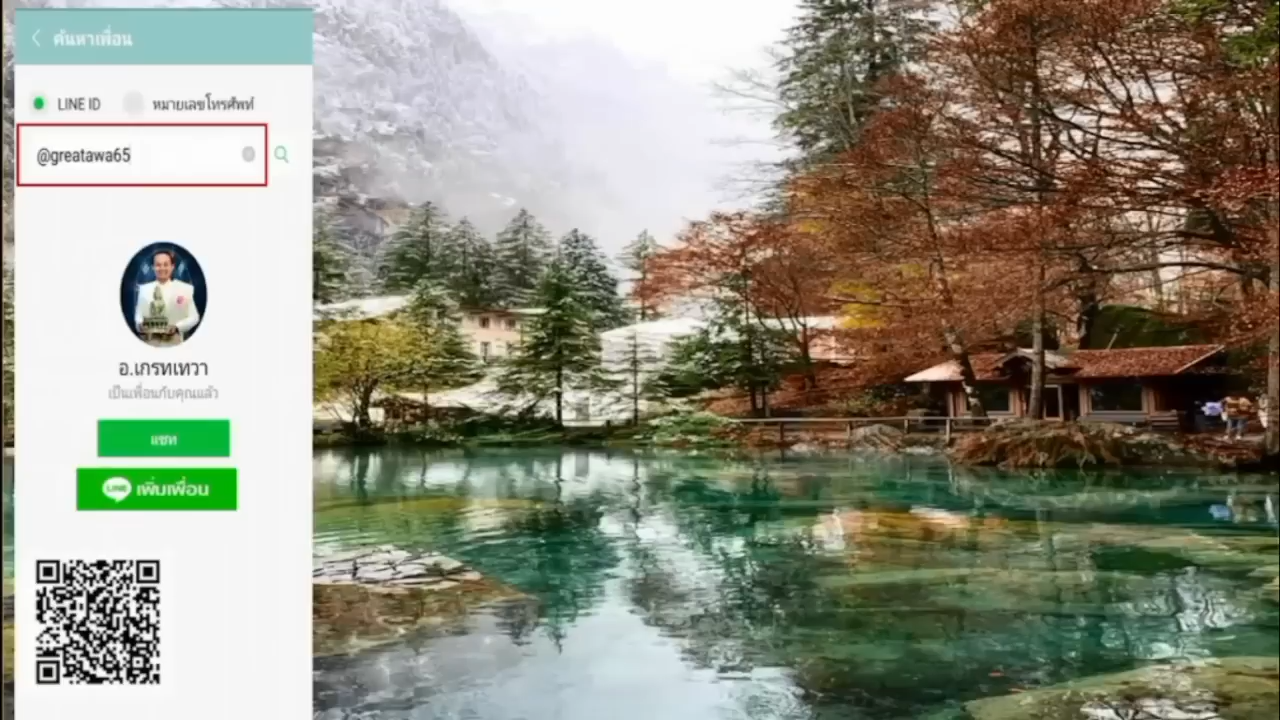 ค้นหาเพื่อน
LINE ID หมายเลขโทรศัพท์
@greatawa65
อ.เกรทเทวา
เป็นเพื่อนกับคุณแล้ว
แชท
LINE เพิ่มเพื่อน